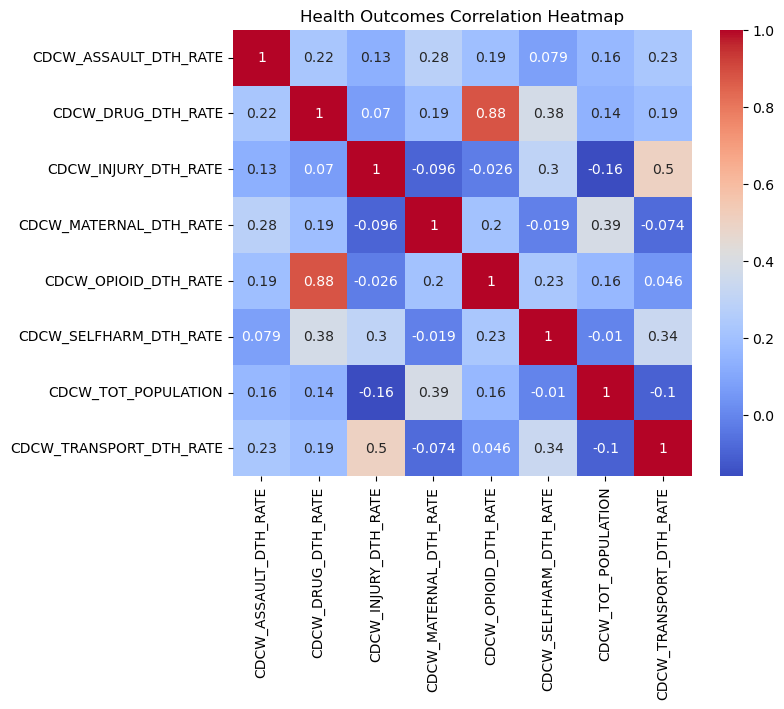 Health Outcomes Correlation Heatmap
CDCW_ASSAULT_DTH_RATE 1 0.22 0.13 0.28 0.19 0.079 0.16 0.23
CDCW_DRUG_DTH_RATE 0.22 1 0.07 0.19 0.88 0.38 0.14 0.19
CDCW_INJURY_DTH_RATE 0.13 0.07 1 -0.096 -0.026 0.3 -0.16 0.5
CDCW_MATERNAL_DTH_RATE 0.28 0.19 -0.096 1 0.2 -0.019 0.39 -0.074
CDCW_OPIOID_DTH_RATE 0.19 0.88 -0.026 0.2 1 0.23 0.16 0.046
CDCW_SELFHARM_DTH_RATE 0.079 0.38 0.3 -0.019 0.23 1 -0.01 0.34
CDCW_TOT_POPULATION 0.16 0.14 -0.16 0.39 0.16 -0.01 1 -0.1
CDCW_TRANSPORT_DTH_RATE 0.23 0.19 0.5 -0.074 0.046 0.34 -0.1 1
CDCW_ASSAULT_DTH_RATE
CDCW_DRUG_DTH_RATE
CDCW_INJURY_DTH_RATE
CDCW_MATERNAL_DTH_RATE
CDCW_OPIOID_DTH_RATE
CDCW_SELFHARM_DTH_RATE
CDCW_TOT_POPULATION
CDCW_TRANSPORT_DTH_RATE
1.0
0.8
0.6
0.4
0.2
0.0